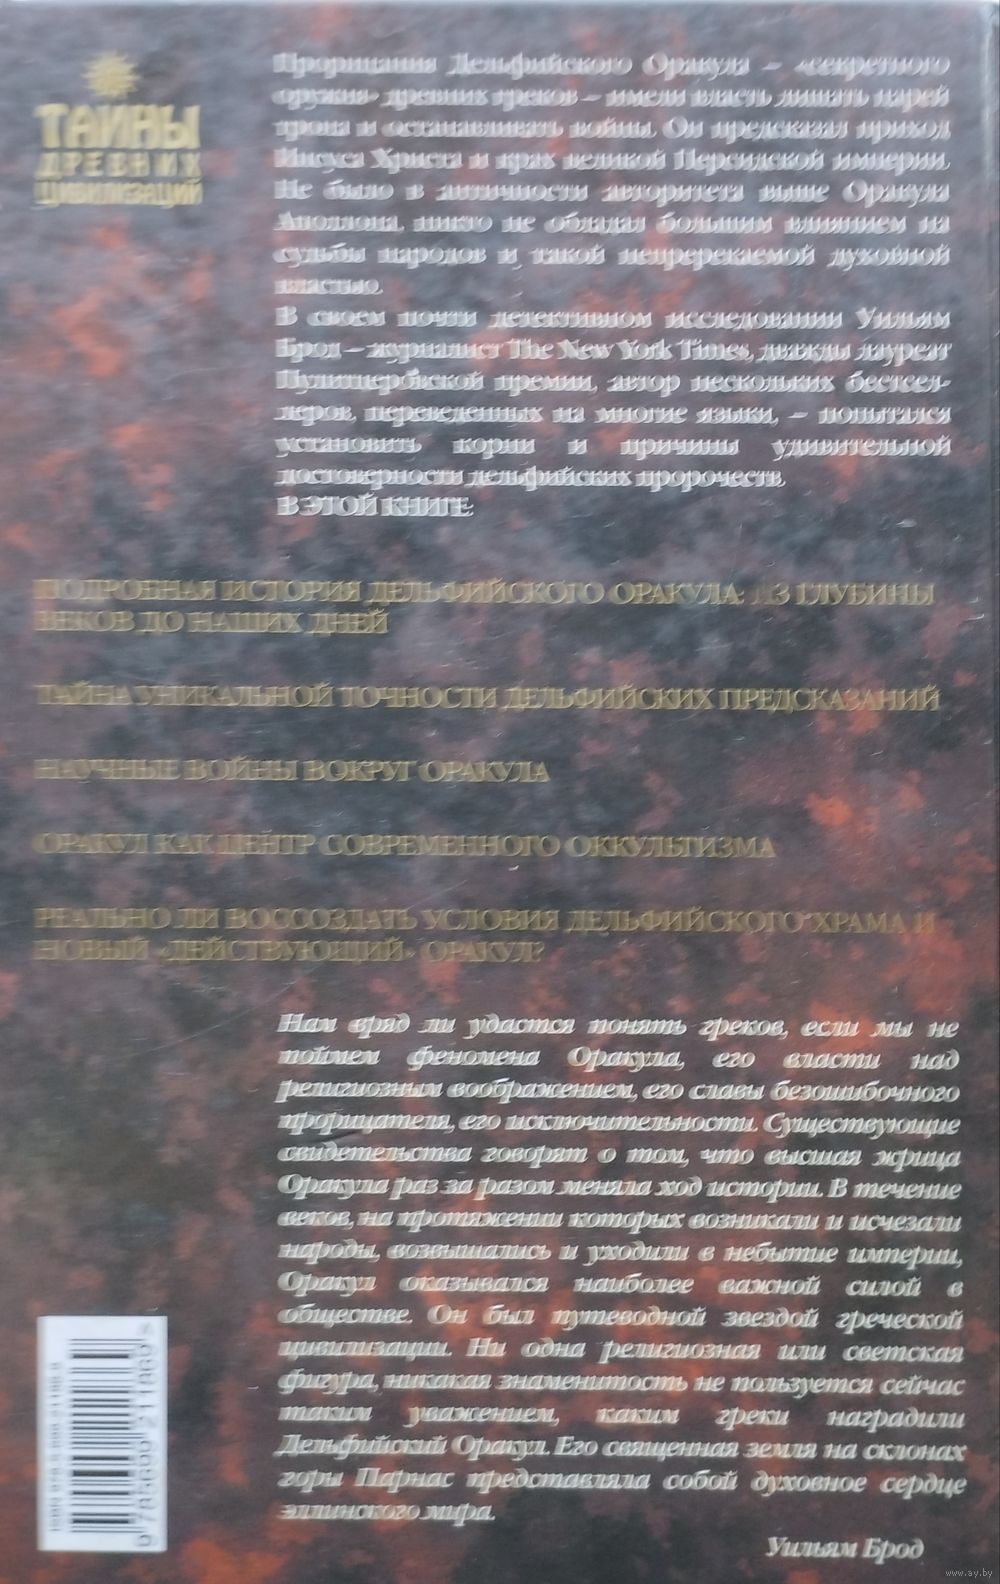 ТАЙНЫ
ДРЕВНИХ
ЦИВИЛИЗАЦИЙ
Прорицания Дельфийского Оракула – «секретного
оружия» древних греков – имели власть лишать царей
трона и останавливать войны. Он предсказал приход
Иисуса Христа и крах великой Персидской империи.
Не было в античности авторитета выше Оракула
Аполлона, никто не обладал большим влиянием на
судьбы народов и такой непререкаемой духовной
властью.
В своем почти детективном исследовании Уильям
Брод – журналист The New York Times, дважды лауреат
Пулитцеровской премии, автор нескольких бестсел-
леров, переведенных на многие языки, – попытался
установить корни и причины удивительной
достоверности дельфийских пророчеств.
В ЭТОЙ КНИГЕ:
ПОДРОБНАЯ ИСТОРИЯ ДЕЛЬФИЙСКОГО ОРАКУЛА: ИЗ ГЛУБИНЫ
ВЕКОВ ДО НАШИХ ДНЕЙ
ТАЙНА УНИКАЛЬНОЙ ТОЧНОСТИ ДЕЛЬФИЙСКИХ ПРЕДСКАЗАНИЙ
НАУЧНЫЕ ВОЙНЫ ВОКРУГ ОРАКУЛА
ОРАКУЛ КАК ЦЕНТР СОВРЕМЕННОГО ОККУЛЬТИЗМА
РЕАЛЬНО ЛИ ВОССОЗДАТЬ УСЛОВИЯ ДЕЛЬФИЙСКОГО ХРАМА И
НОВЫЙ «ДЕЙСТВУЮЩИЙ» ОРАКУЛ?
Нам вряд ли удастся понять греков, если мы не
поймем феномена Оракула, его власти над
религиозным воображением, его славы безошибочного
прорицателя, его исключительности. Существующие
свидетельства говорят о том, что высшая жрица
Оракула раз за разом меняла ход истории. В течение
веков, на протяжении которых возникали и исчезали
народы, возвышались и уходили в небытие империи,
Оракул оказывался наиболее важной силой в
обществе. Он был путеводной звездой греческой
цивилизации. Ни одна религиозная или светская
фигура, никакая знаменитость не пользуется сейчас
таким уважением, каким греки наградили
Дельфийский Оракул. Его священная земля на склонах
горы Парнас представляла собой духовное сердце
эллинского мира.
Уильям Брод
www.ay.by